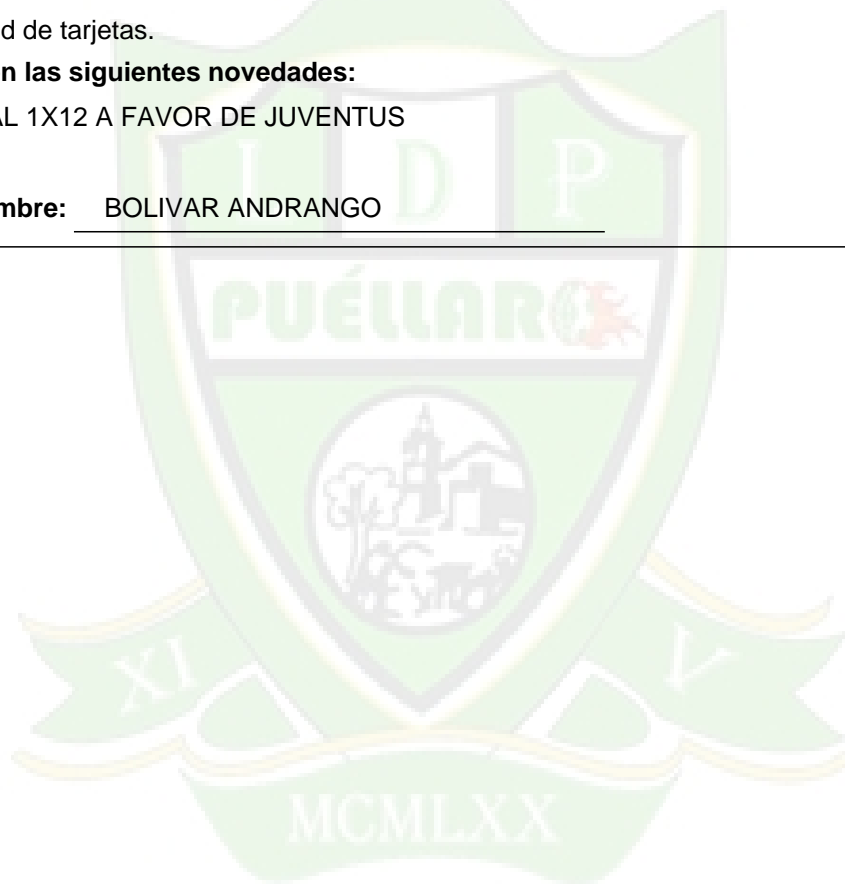 d de tarjetas.
n las siguientes novedades:
AL 1X12 A FAVOR DE JUVENTUS
mbre: BOLIVAR ANDRANGO
I D P
PUÉLLARO
XI V
MCMLXX